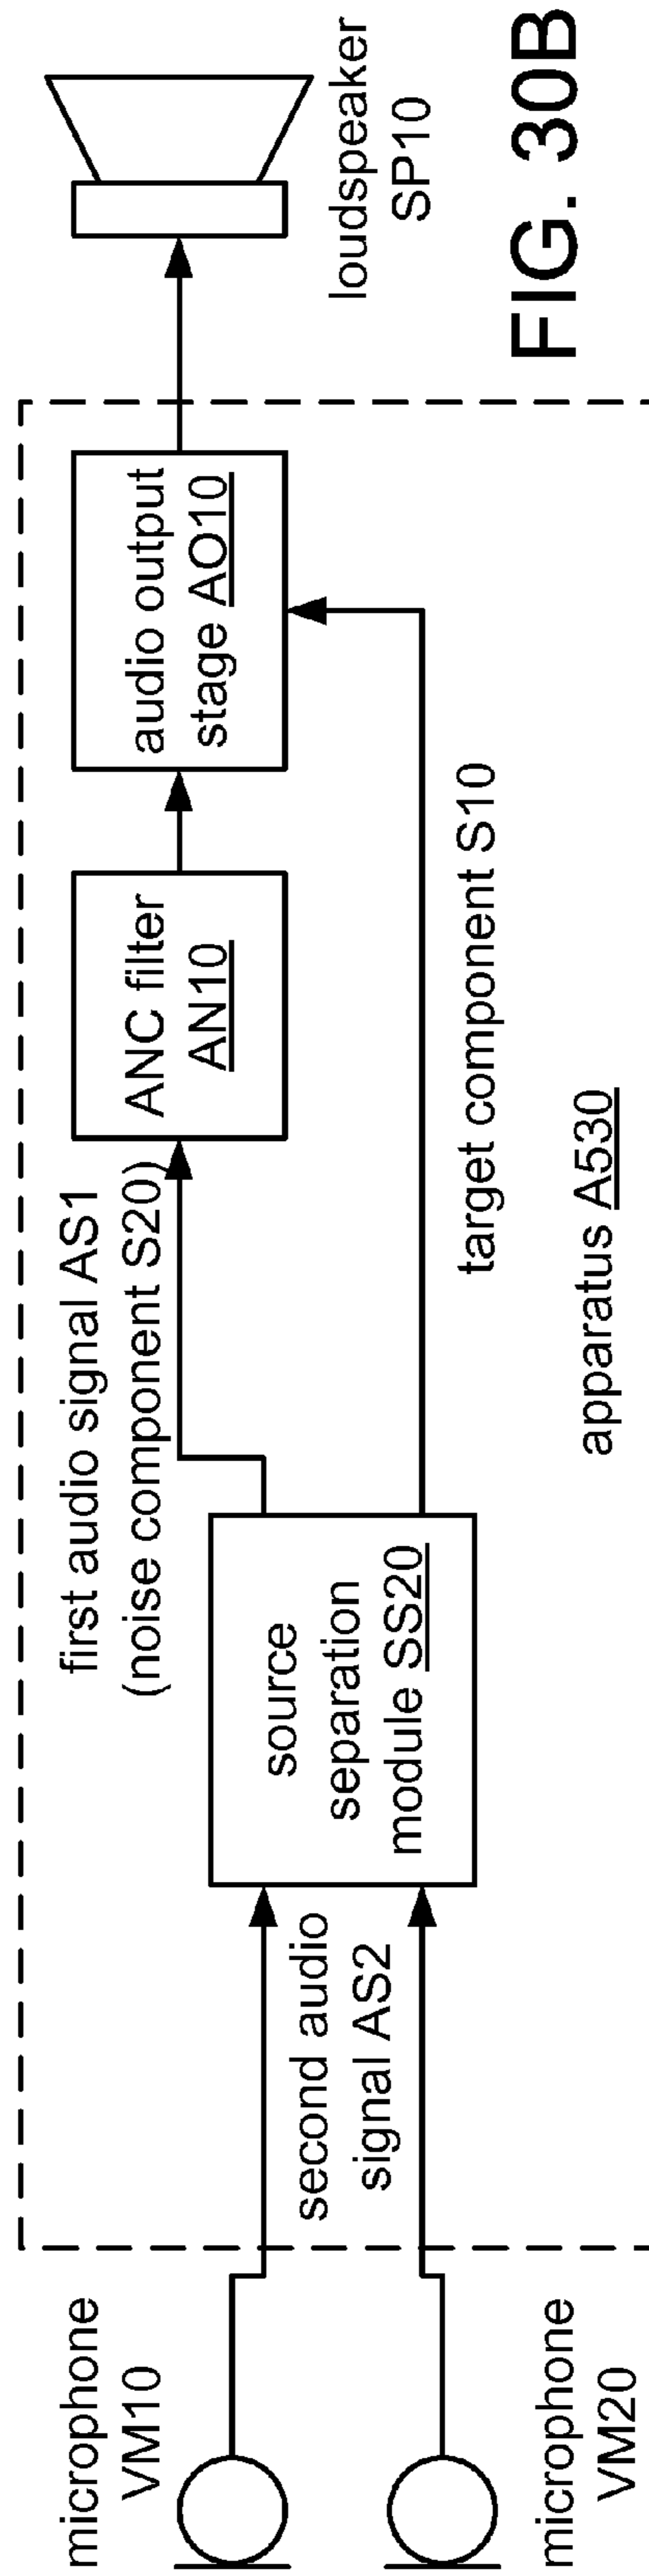 microphone
VM10
microphone
VM20
second audio
signal AS2
source
separation
module SS20
first audio signal AS1
(noise component S20)
ANC filter
AN10
target component S10
audio output
stage AO10
apparatus A530
loudspeaker
SP10
FIG. 30B